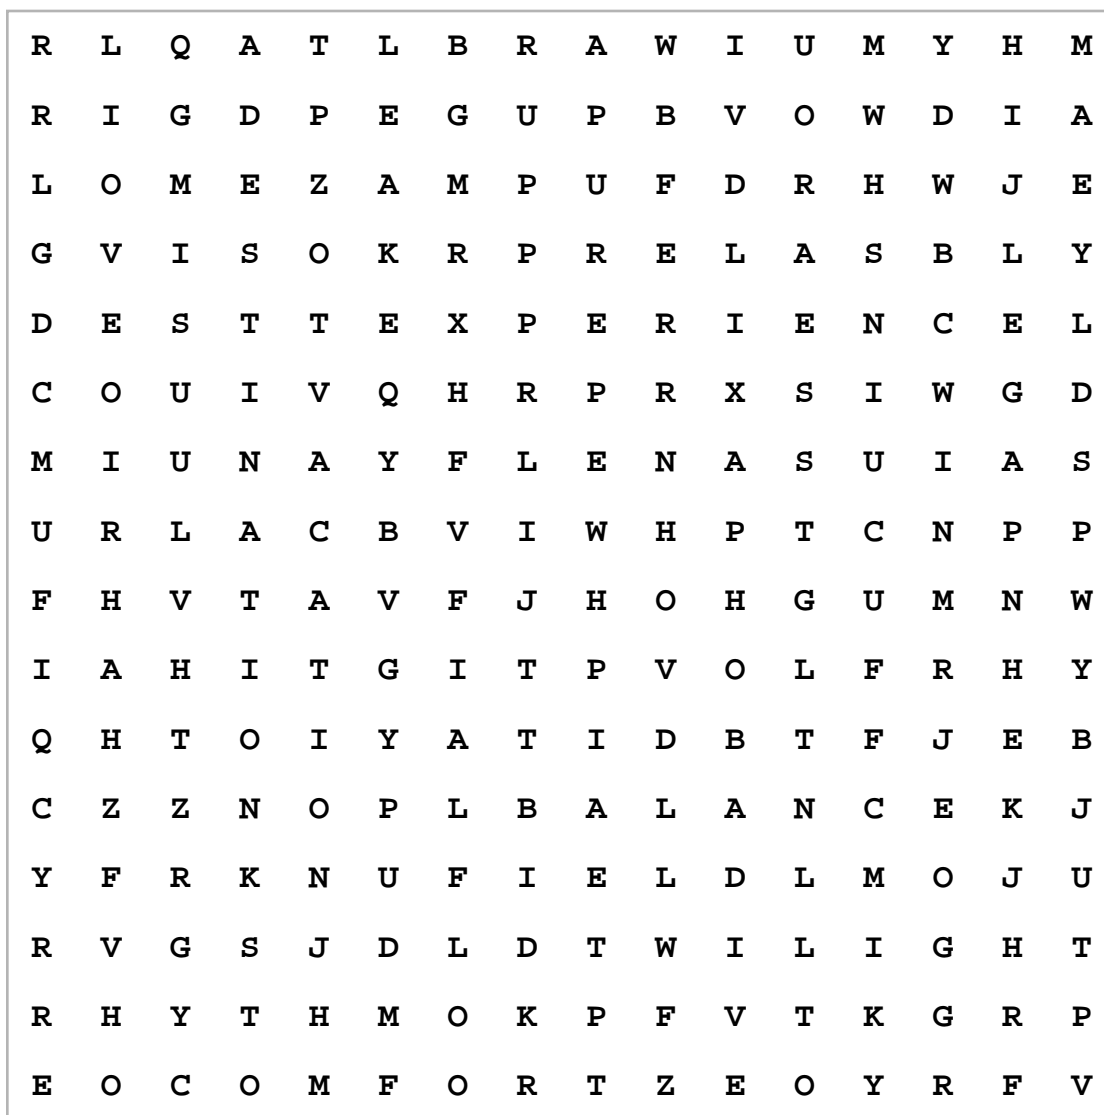 R L Q A T L B R A W I U M Y H M
R I G D P E G U P B V O W D I A
L O M E Z A M P U F D R H W J E
G V I S O K R P R E L A S B L Y
D E S T T E X P E R I E N C E L
C O U I V Q H R P R X S I W G D
M I U N A Y F L E N A S U I A S
U R L A C B V I W H P T C N P P
F H V T A V F J H O H G U M N W
I A H I T G I T P V O L F R H Y
Q H T O I Y A T I D B T F J E B
C Z Z N O P L B A L A N C E K J
Y F R K N U F I E L D L M O J U
R V G S J D L D T W I L I G H T
R H Y T H M O K P F V T K G R P
E O C O M F O R T Z E O Y R F V